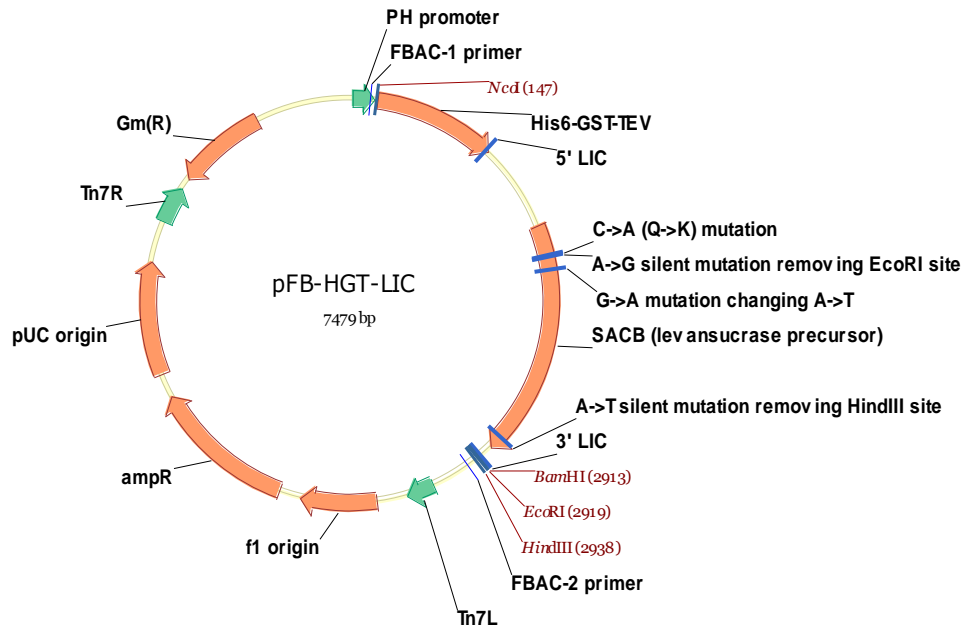 PH promoter
FBAC-1 primer
NcoI (147)
His6-GST-TEV
5' LIC
C->A (Q->K) mutation
A->G silent mutation removing EcoRI site
G->A mutation changing A->T
SACB (levansucrase precursor)
A->T silent mutation removing HindIII site
3' LIC
BamHI (2913)
EcoRI (2919)
HindIII (2938)
FBAC-2 primer
Tn7L
f1 origin
ampR
pUC origin
Tn7R
Gm(R)
pFB-HGT-LIC
7479 bp